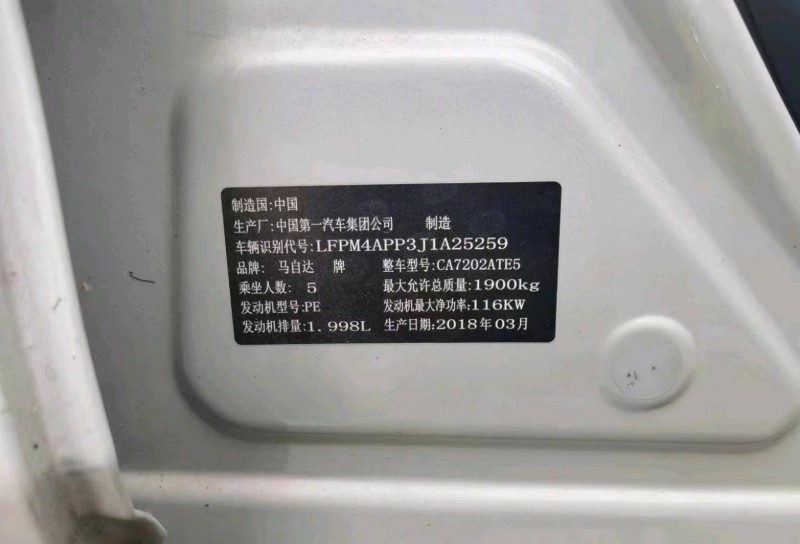 制造国:中国
生产厂:中国第一汽车集团公司 制造
车辆识别代号:LFPM4APP3J1A25259
品牌: 马自达 牌 整车型号:CA7202ATE5
乘坐人数: 5 最大允许总质量:1900kg
发动机型号:PE 发动机最大净功率:116KW
发动机排量:1.998L 生产日期:2018年03月